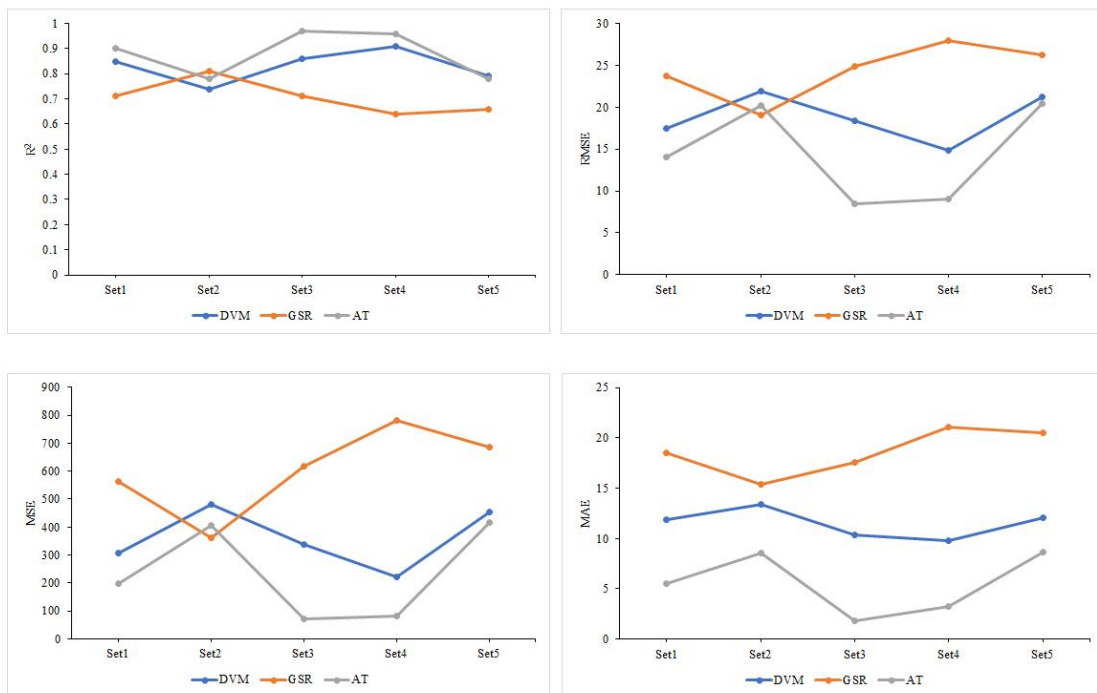 1
0.9
0.8
0.7
0.6
0.5
0.4
0.3
0.2
0.1
0
R²
Set1 Set2 Set3 Set4 Set5
DVM GSR AT
30
25
20
15
10
5
0
RMSE
Set1 Set2 Set3 Set4 Set5
DVM GSR AT
900
800
700
600
500
400
300
200
100
0
MSE
Set1 Set2 Set3 Set4 Set5
DVM GSR AT
25
20
15
10
5
0
MAE
Set1 Set2 Set3 Set4 Set5
DVM GSR AT